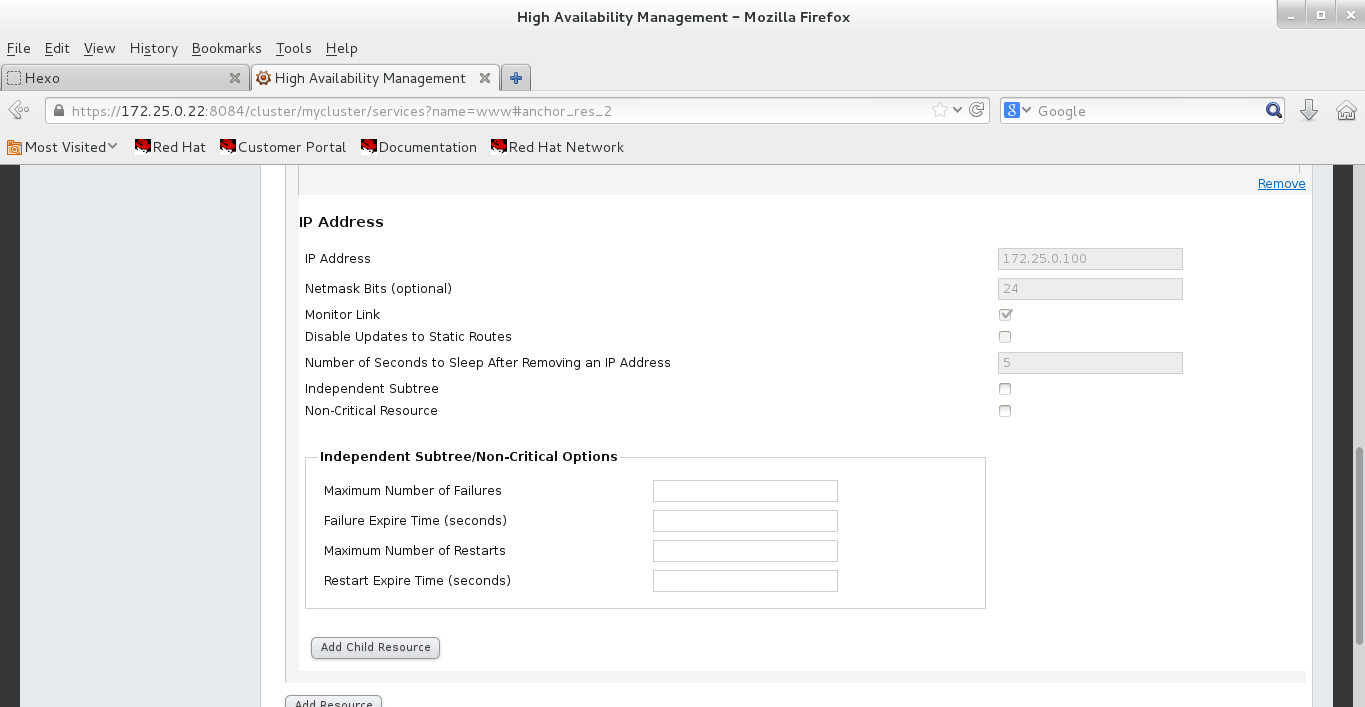 High Availability Management - Mozilla Firefox
File Edit View History Bookmarks Tools Help
Hexo High Availability Management
https://172.25.0.22:8084/cluster/mycluster/services?name=www#anchor_res_2 8 Google
Most Visited Red Hat Customer Portal Documentation Red Hat Network
Remove
IP Address
IP Address 172.25.0.100
Netmask Bits (optional) 24
Monitor Link
Disable Updates to Static Routes
Number of Seconds to Sleep After Removing an IP Address 5
Independent Subtree
Non-Critical Resource
Independent Subtree/Non-Critical Options
Maximum Number of Failures
Failure Expire Time (seconds)
Maximum Number of Restarts
Restart Expire Time (seconds)
Add Child Resource
Add Resource